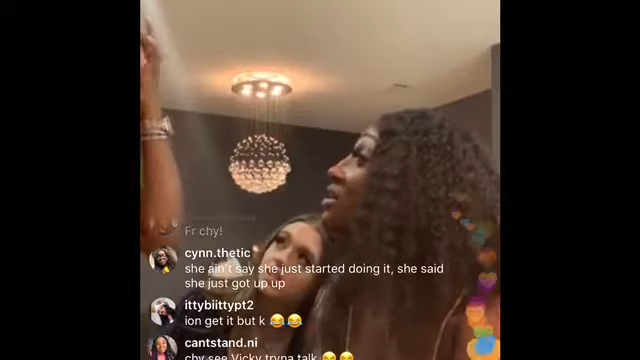 Fr chy!
cynn.thetic
she ain't say she just started doing it, she said
she just got up up
ittybiittypt2
ion get it but k 😂😂
cantstand.ni
chy see Vicky tryna talk 😂😂